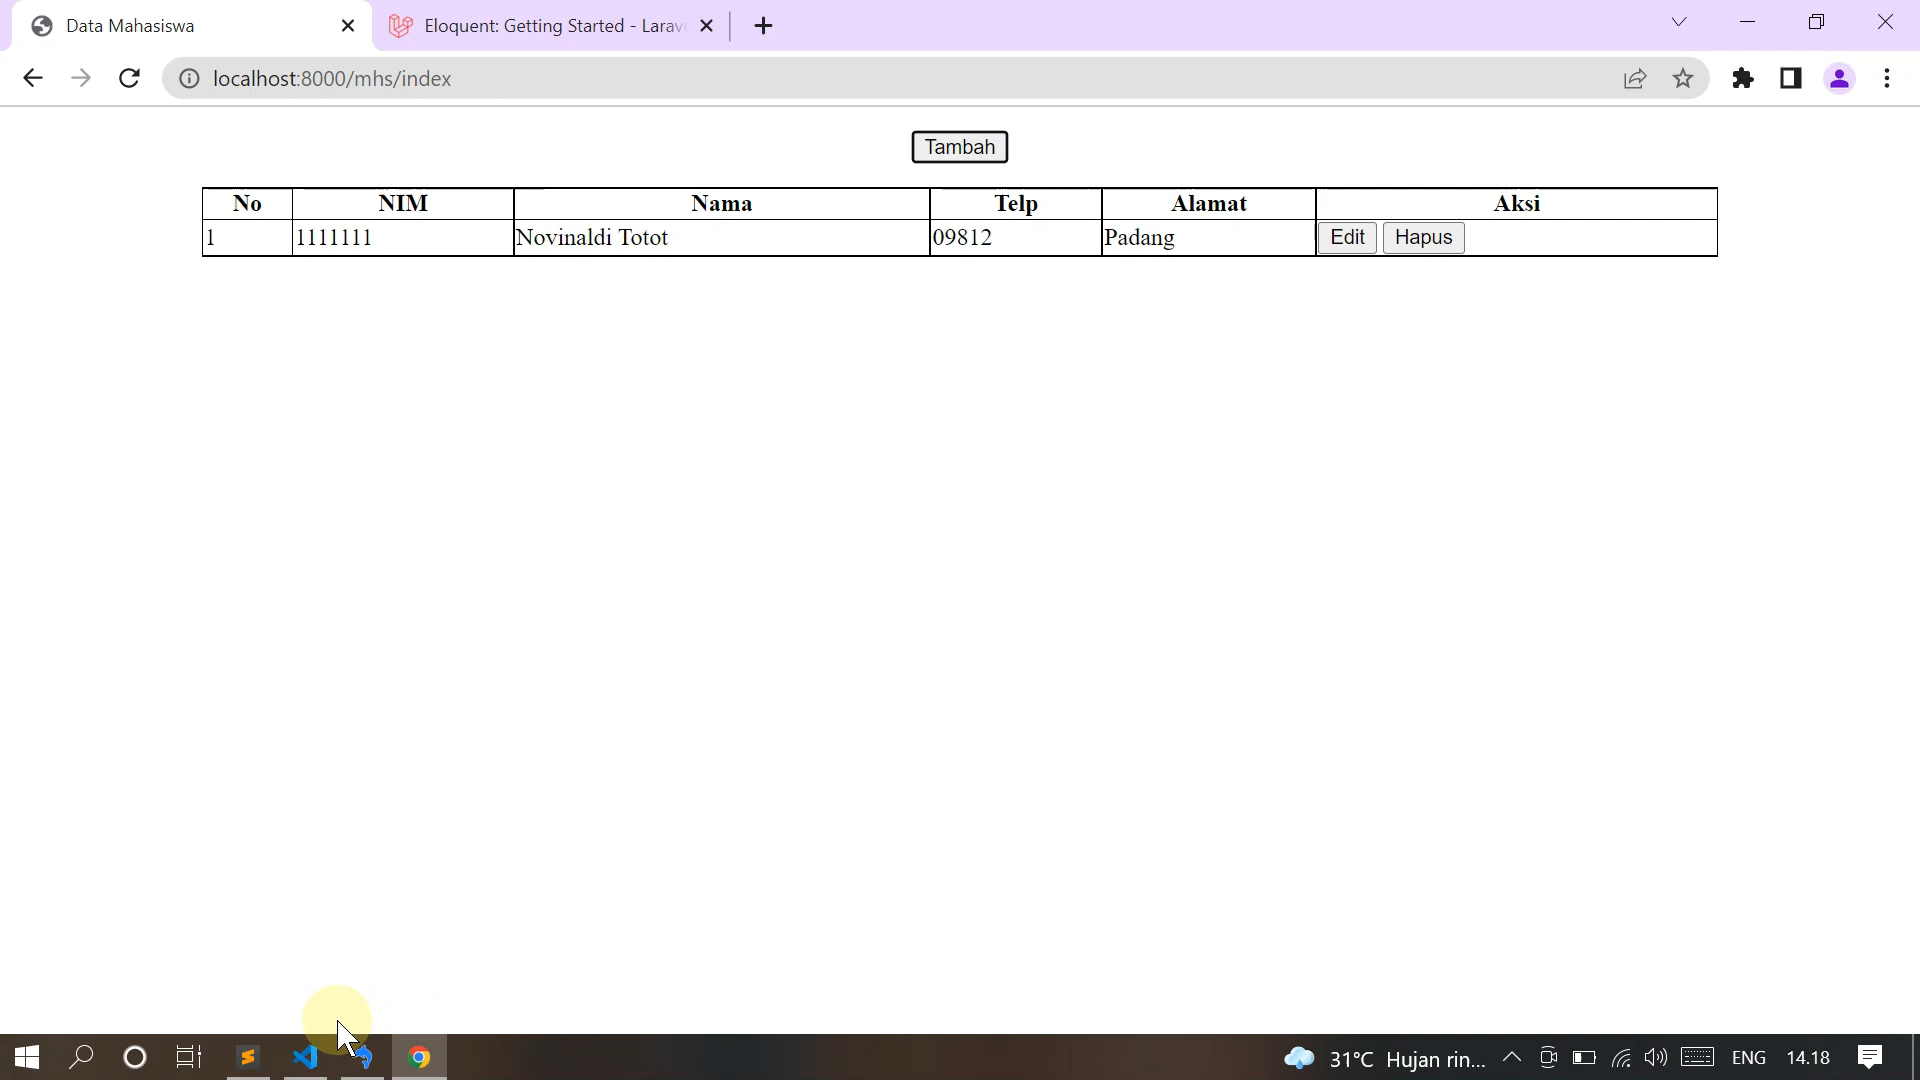 Data Mahasiswa
Eloquent: Getting Started - Larav
localhost:8000/mhs/index
Tambah
No NIM Nama Telp Alamat Aksi
1 1111111 Novinaldi Totot 09812 Padang Edit Hapus
31°C Hujan rin... ENG 14.18